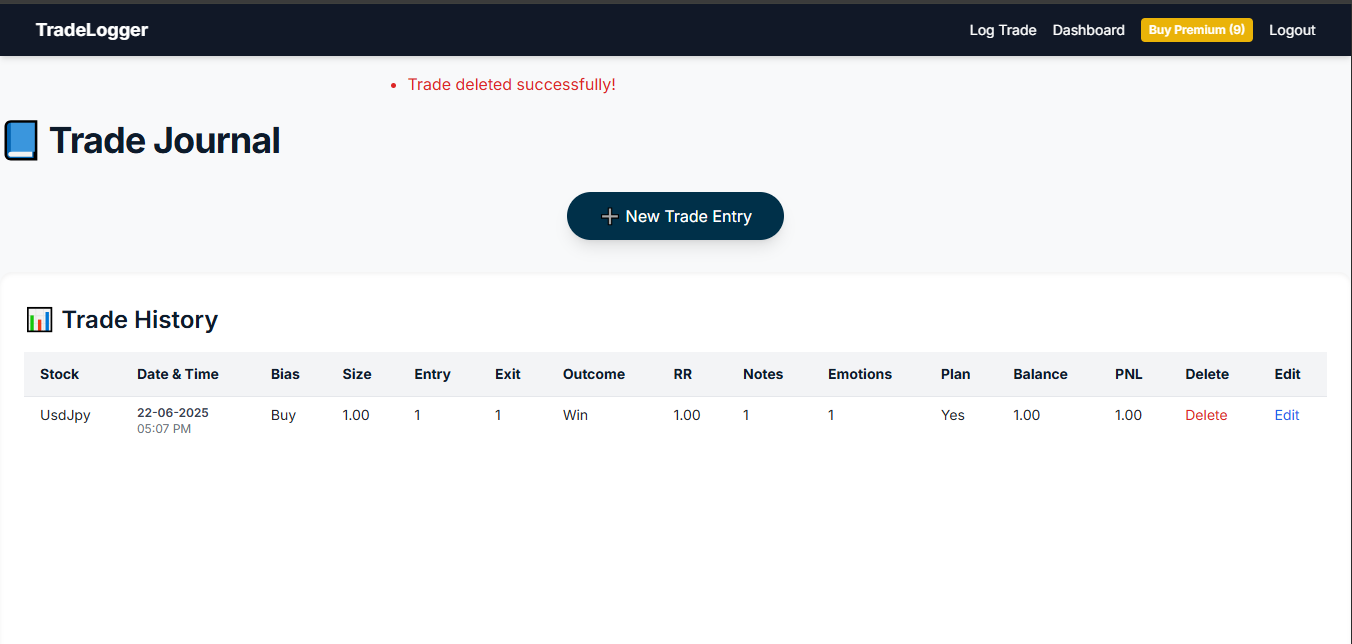 TradeLogger Log Trade Dashboard Buy Premium (9) Logout
• Trade deleted successfully!
📘 Trade Journal
➕ New Trade Entry
📊 Trade History
Stock Date & Time Bias Size Entry Exit Outcome RR Notes Emotions Plan Balance PNL Delete Edit
UsdJpy 22-06-2025 Buy 1.00 1 1 Win 1.00 1 1 Yes 1.00 1.00 Delete Edit
05:07 PM